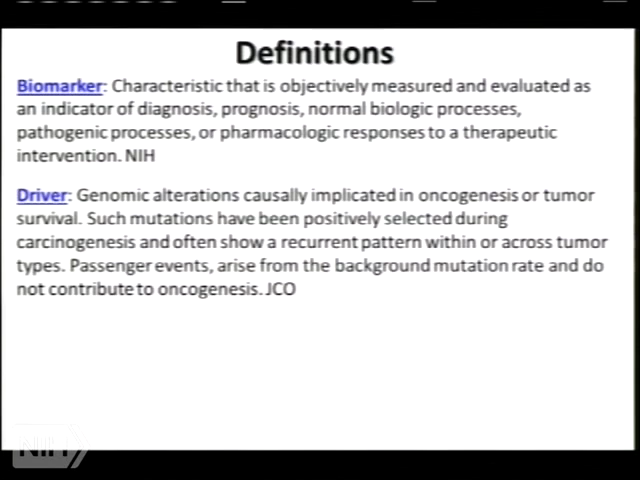 Definitions
Biomarker: Characteristic that is objectively measured and evaluated as
an indicator of diagnosis, prognosis, normal biologic processes,
pathogenic processes, or pharmacologic responses to a therapeutic
intervention. NIH
Driver: Genomic alterations causally implicated in oncogenesis or tumor
survival. Such mutations have been positively selected during
carcinogenesis and often show a recurrent pattern within or across tumor
types. Passenger events, arise from the background mutation rate and do
not contribute to oncogenesis. JCO
NIH